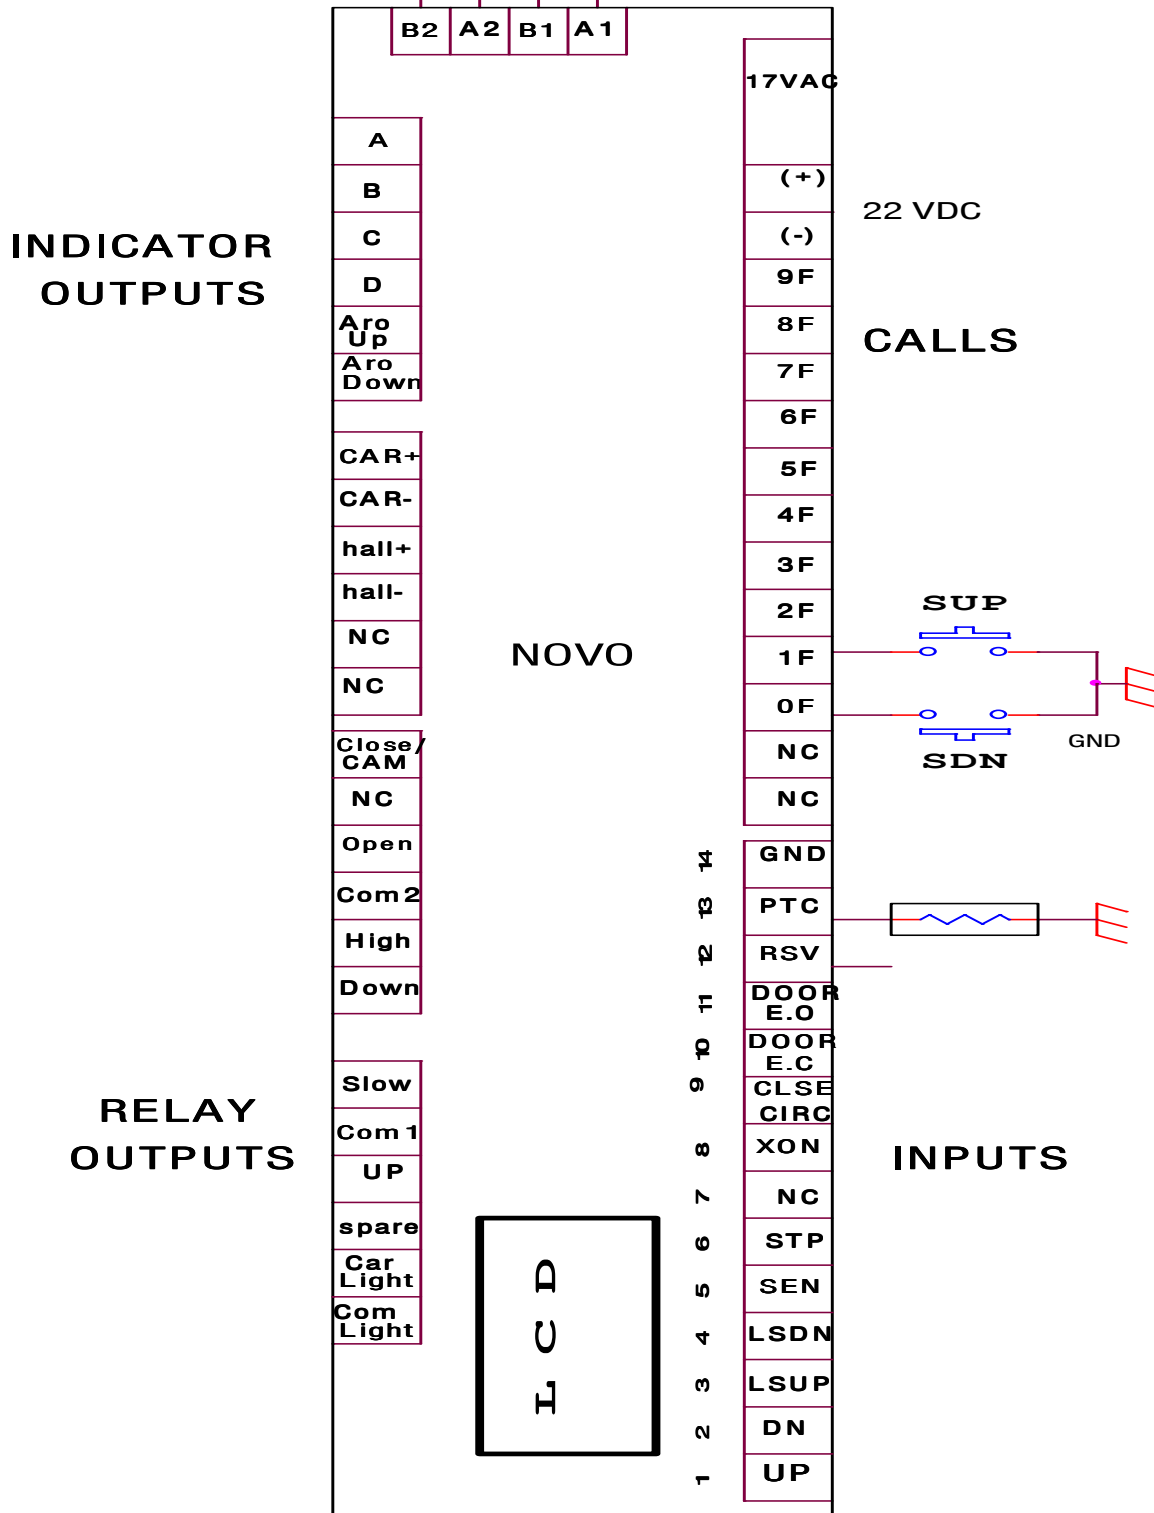 B2 A2 B1 A1
A
B
C
D
Aro
Up
Aro
Down
INDICATOR
OUTPUTS
CAR+
CAR-
hall+
hall-
NC
NC
Close/
CAM
NC
Open
Com2
High
Down
Slow
Com1
UP
spare
Car
Light
Com
Light
RELAY
OUTPUTS
NOVO
LCD
17VAC
(+)
(-)
22 VDC
9F
8F
7F
6F
5F
4F
3F
2F
1F
0F
NC
NC
CALLS
SUP
SDN
GND
14 GND
13 PTC
12 RSV
11 DOOR
E.O
10 DOOR
E.C
9 CLSE
CIRC
8 XON
7 NC
6 STP
5 SEN
4 LSDN
3 LSUP
2 DN
1 UP
INPUTS